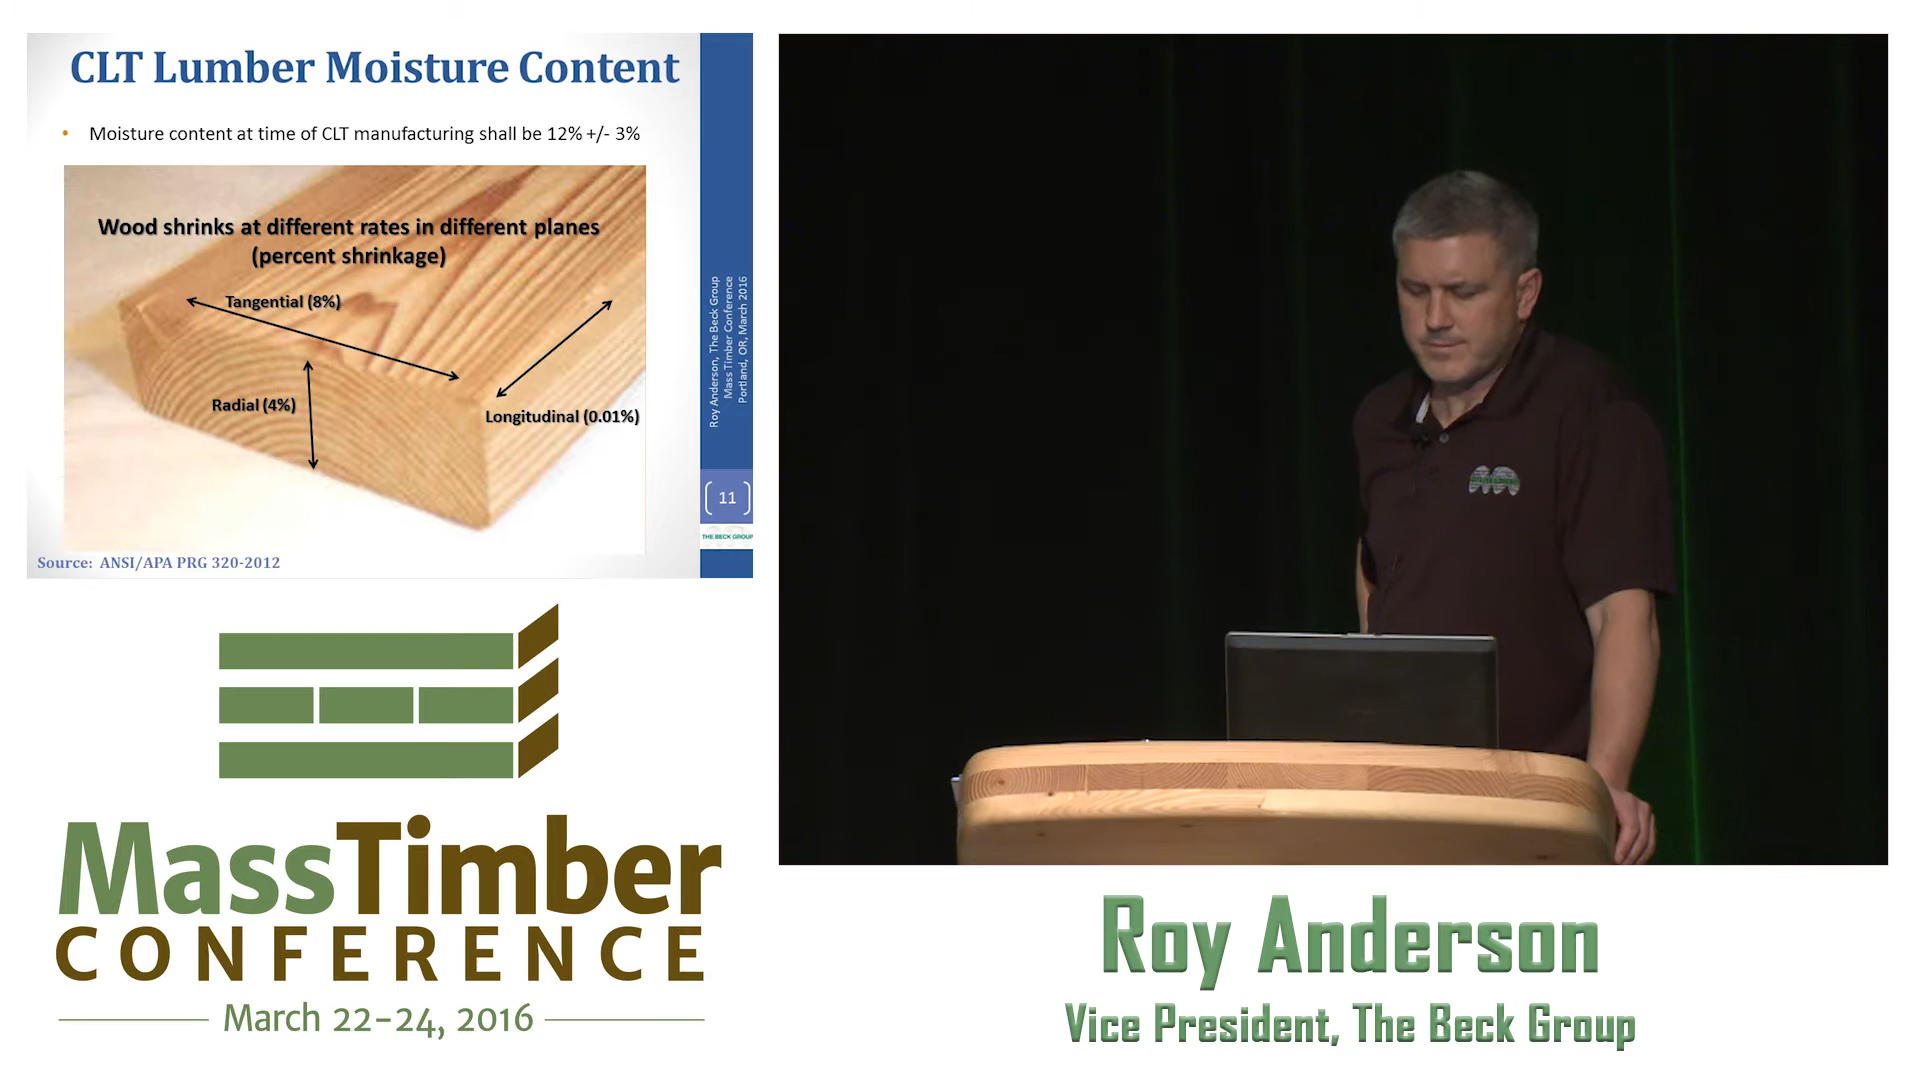 CLT Lumber Moisture Content
• Moisture content at time of CLT manufacturing shall be 12% +/- 3%
Wood shrinks at different rates in different planes
(percent shrinkage)
Tangential (8%)
Radial (4%)
Longitudinal (0.01%)
Source: ANSI/APA PRG 320-2012
Roy Anderson, The Beck Group
Mass Timber Conference
Portland, OR, March 2016
11
THE BECK GROUP
MassTimber
CONFERENCE
March 22-24, 2016
Roy Anderson
Vice President, The Beck Group